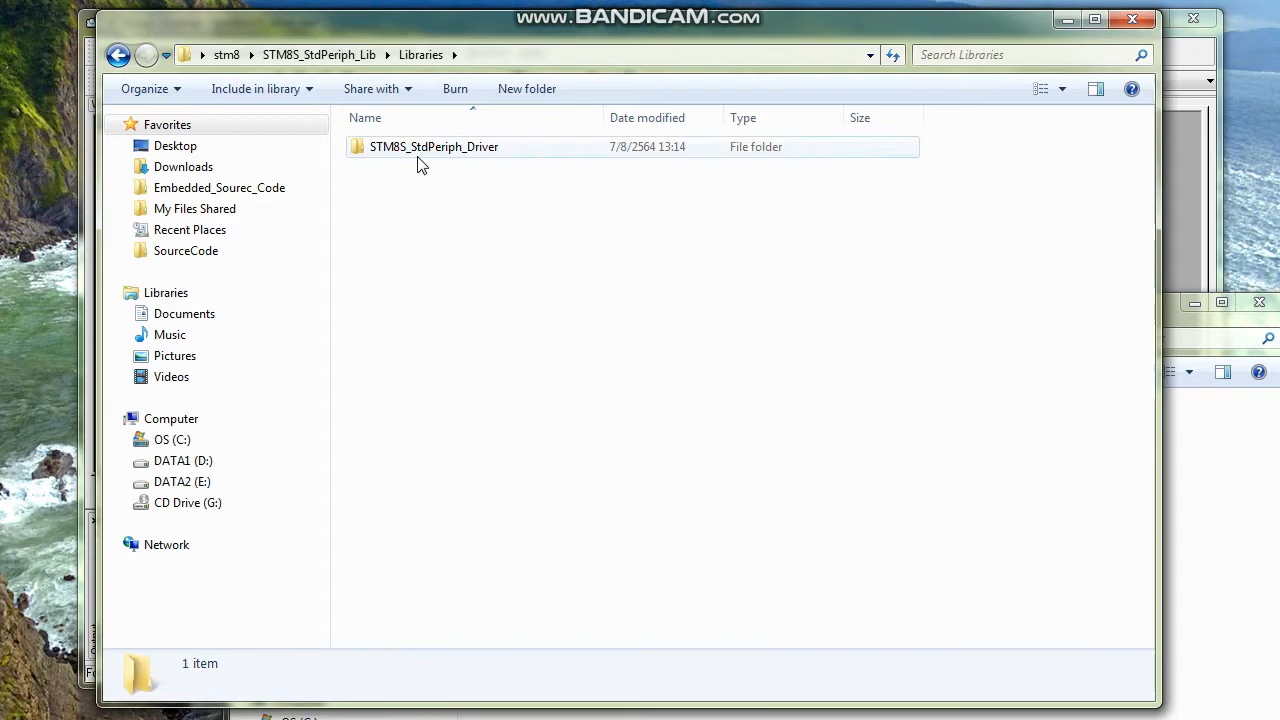 www.BANDICAM.com
stm8 STM8S_StdPeriph_Lib Libraries
Search Libraries
Organize Include in library Share with Burn New folder
Name Date modified Type Size
STM8S_StdPeriph_Driver 7/8/2564 13:14 File folder
Favorites
Desktop
Downloads
Embedded_Sourec_Code
My Files Shared
Recent Places
SourceCode
Libraries
Documents
Music
Pictures
Videos
Computer
OS (C:)
DATA1 (D:)
DATA2 (E:)
CD Drive (G:)
Network
1 item